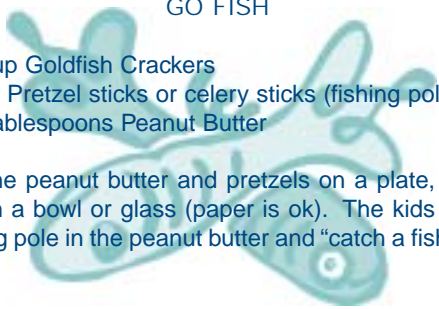 GO FISH
up Goldfish Crackers
Pretzel sticks or celery sticks (fishing pol
ablespoons Peanut Butter
he peanut butter and pretzels on a plate,
a bowl or glass (paper is ok). The kids
g pole in the peanut butter and “catch a fish